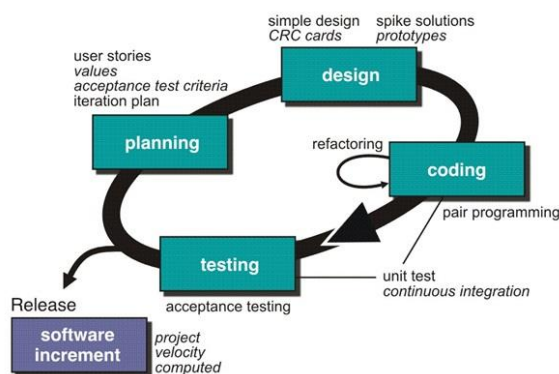 simple design
CRC cards
spike solutions
prototypes
design
user stories
values
acceptance test criteria
iteration plan
planning
refactoring
coding
pair programming
testing
acceptance testing
unit test
continuous integration
Release
software
increment
project
velocity
computed